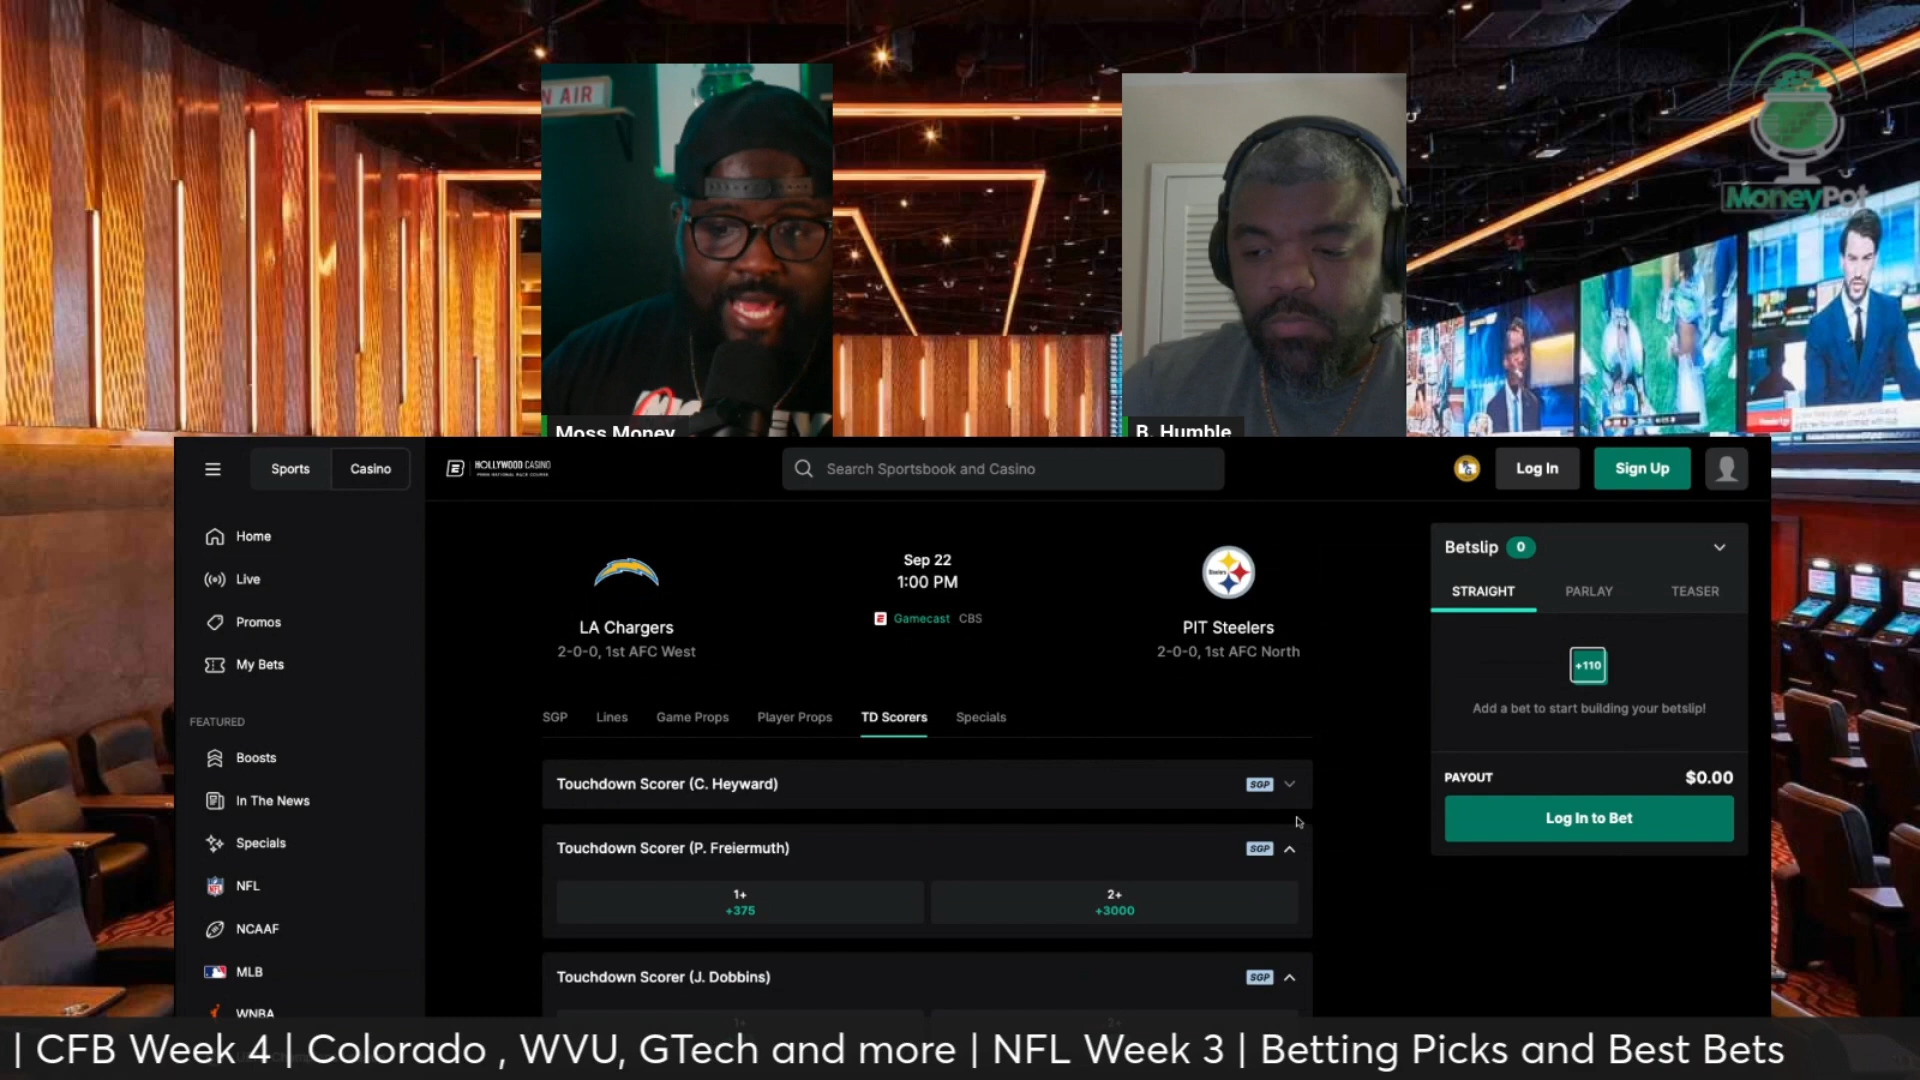 N AIR
MoneyPot
Moss Money
B. Humble
Sports
Casino
HOLLYWOOD CASINO
Search Sportsbook and Casino
Log In
Sign Up
Home
Live
Promos
My Bets
FEATURED
Boosts
In The News
Specials
NFL
NCAAF
MLB
WNBA
LA Chargers
2-0-0, 1st AFC West
Sep 22
1:00 PM
Gamecast CBS
Steelers
PIT Steelers
2-0-0, 1st AFC North
SGP
Lines
Game Props
Player Props
TD Scorers
Specials
Touchdown Scorer (C. Heyward)
SGP
Touchdown Scorer (P. Freiermuth)
SGP
1+
+375
2+
+3000
Touchdown Scorer (J. Dobbins)
SGP
1+
2+
Betslip 0
STRAIGHT
PARLAY
TEASER
+110
Add a bet to start building your betslip!
PAYOUT
$0.00
Log In to Bet
| CFB Week 4 | Colorado , WVU, GTech and more | NFL Week 3 | Betting Picks and Best Bets